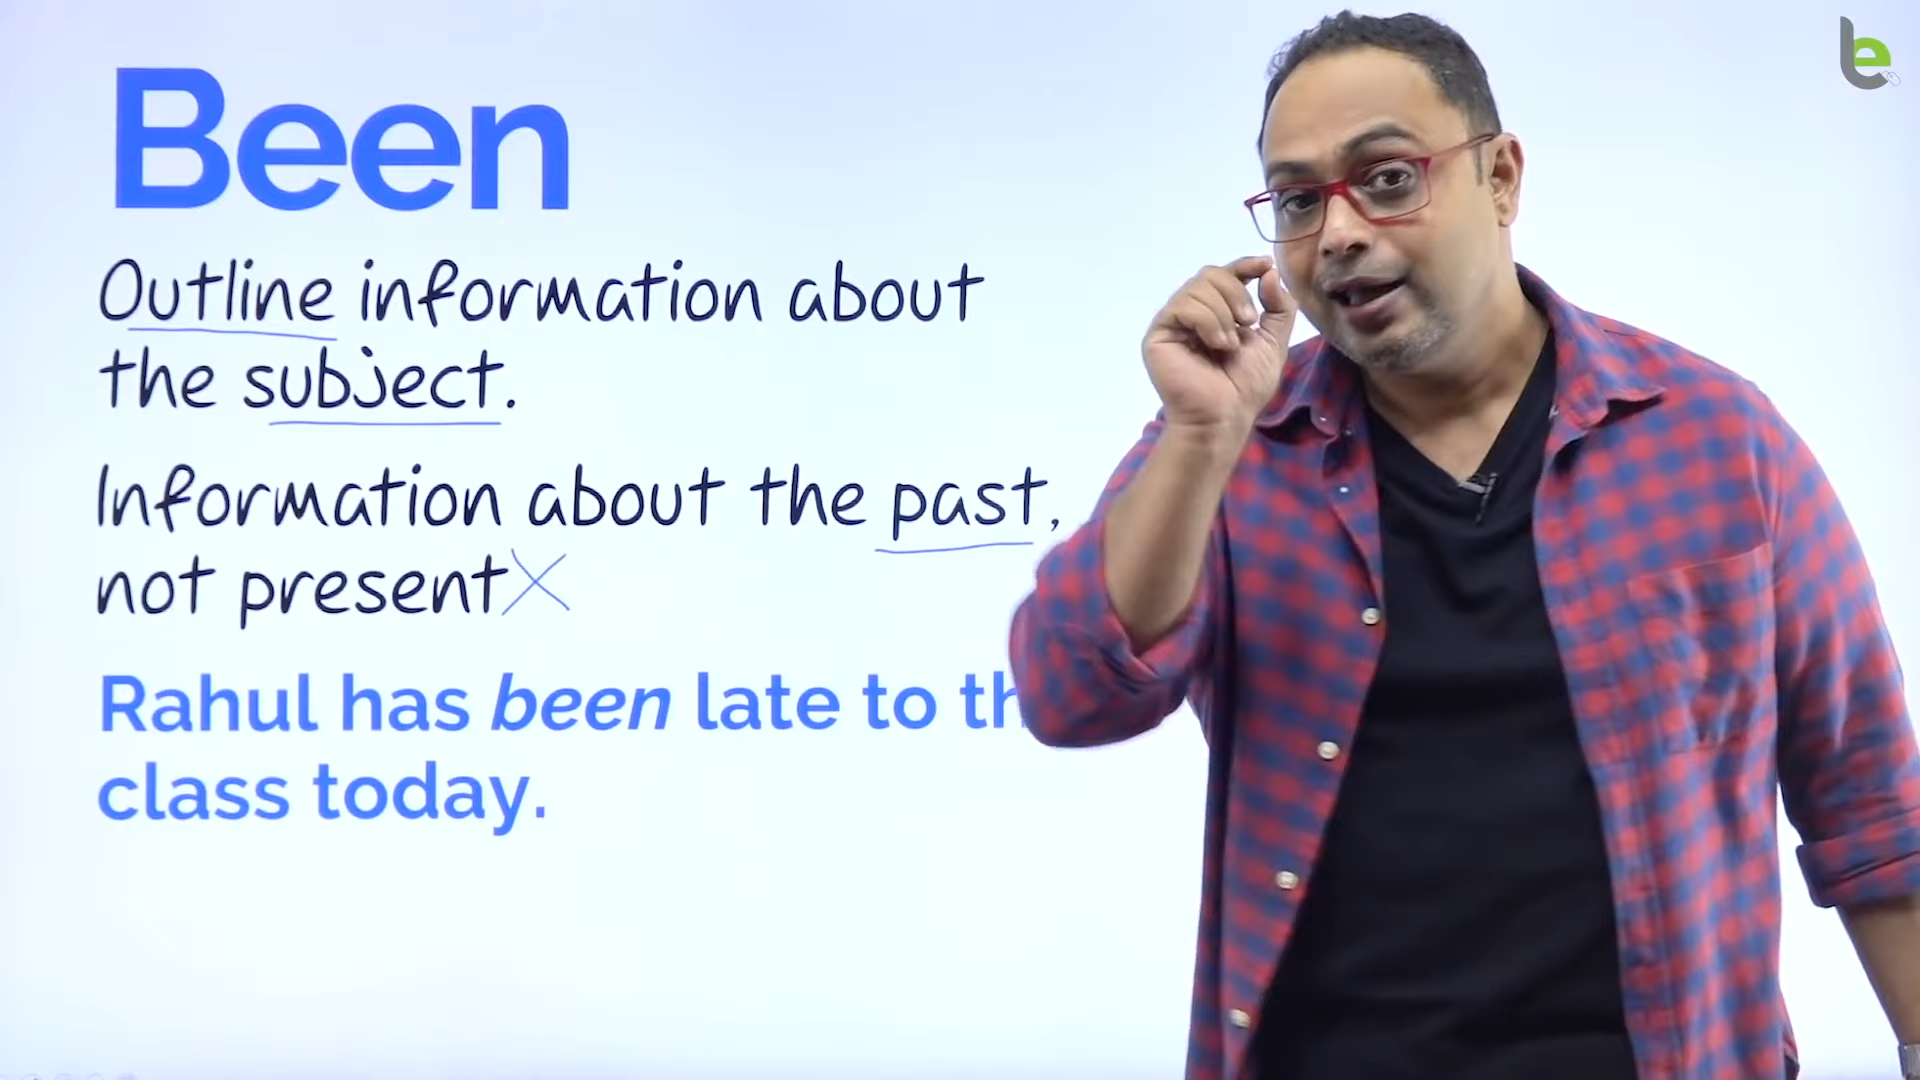 Been
Outline information about
the subject.
Information about the past,
not present
Rahul has been late to
class today.